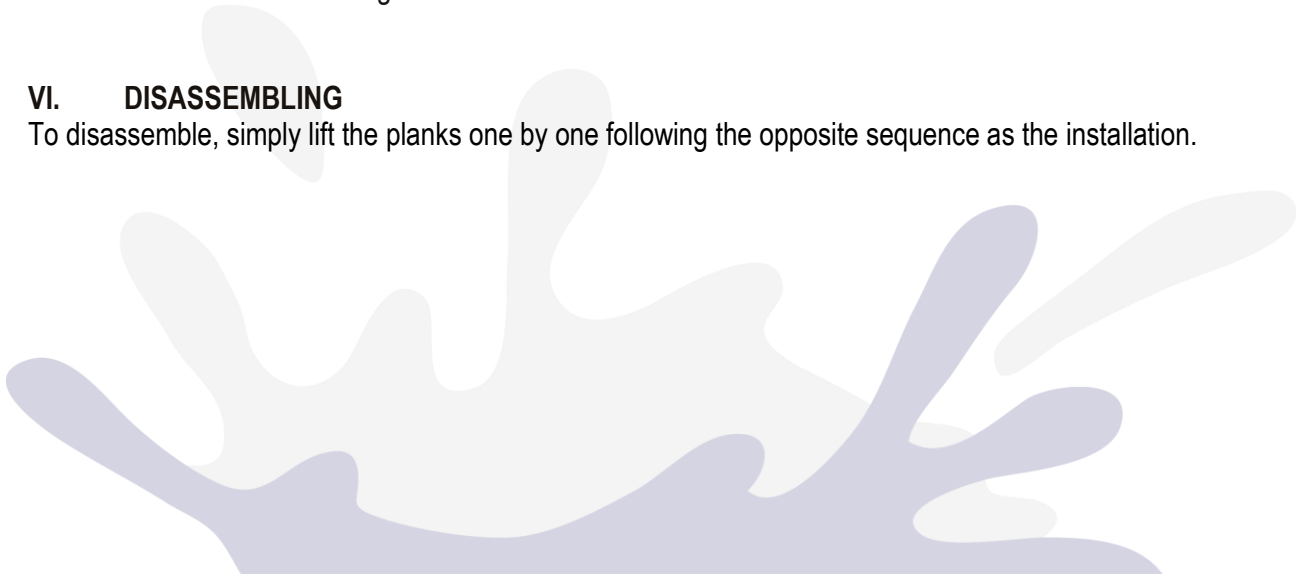 VI. DISASSEMBLING
To disassemble, simply lift the planks one by one following the opposite sequence as the installation.